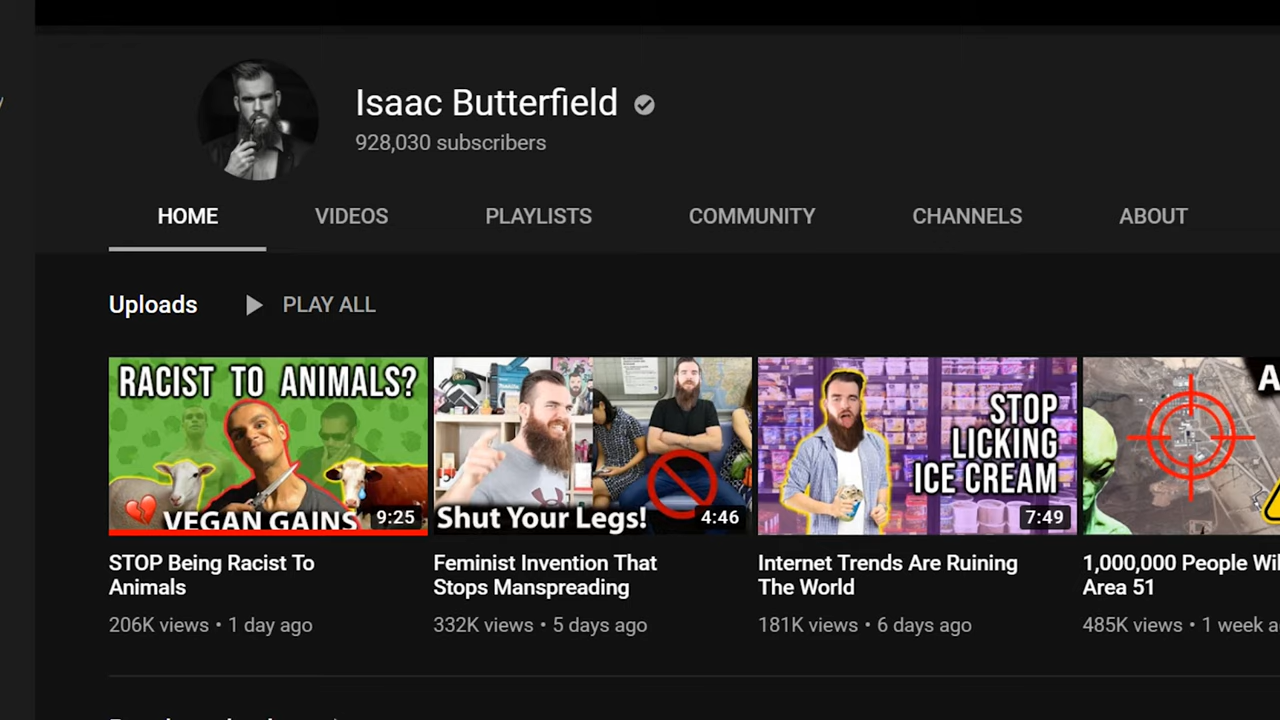 Isaac Butterfield
928,030 subscribers
HOME VIDEOS PLAYLISTS COMMUNITY CHANNELS ABOUT
Uploads PLAY ALL
RACIST TO ANIMALS?
VEGAN GAINS
9:25
Shut Your Legs!
4:46
STOP
LICKING
ICE CREAM
7:49
A
STOP Being Racist To
Animals
206K views • 1 day ago
Feminist Invention That
Stops Manspreading
332K views • 5 days ago
Internet Trends Are Ruining
The World
181K views • 6 days ago
1,000,000 People Wil
Area 51
485K views • 1 week a